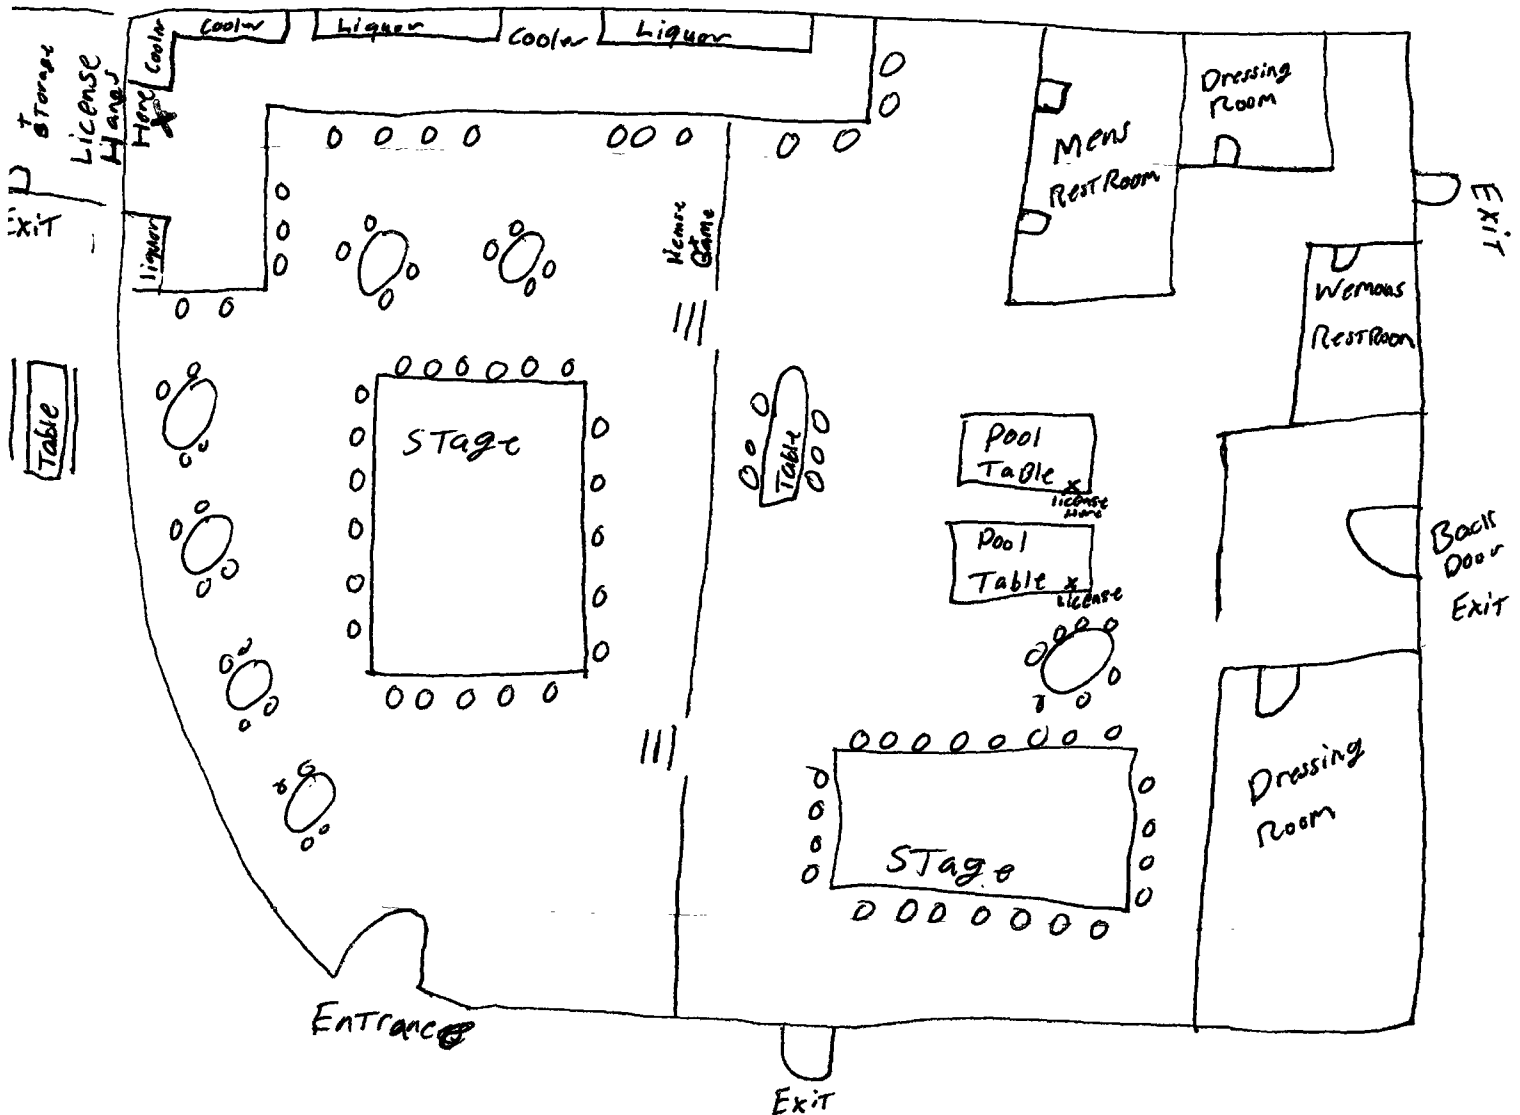 Cooler
Cooler
Liquor
Cooler
Liquor
+ Storage
License
Hangs
Here
X
Exit
Liquor
Game
Mens
RestRoom
Dressing
Room
Exit
Wemons
RestRoom
Table
Stage
Table
Pool
Table x
License
Here
Pool
Table x
License
Back
Door
Exit
Dressing
Room
Stage
Entrance
Exit